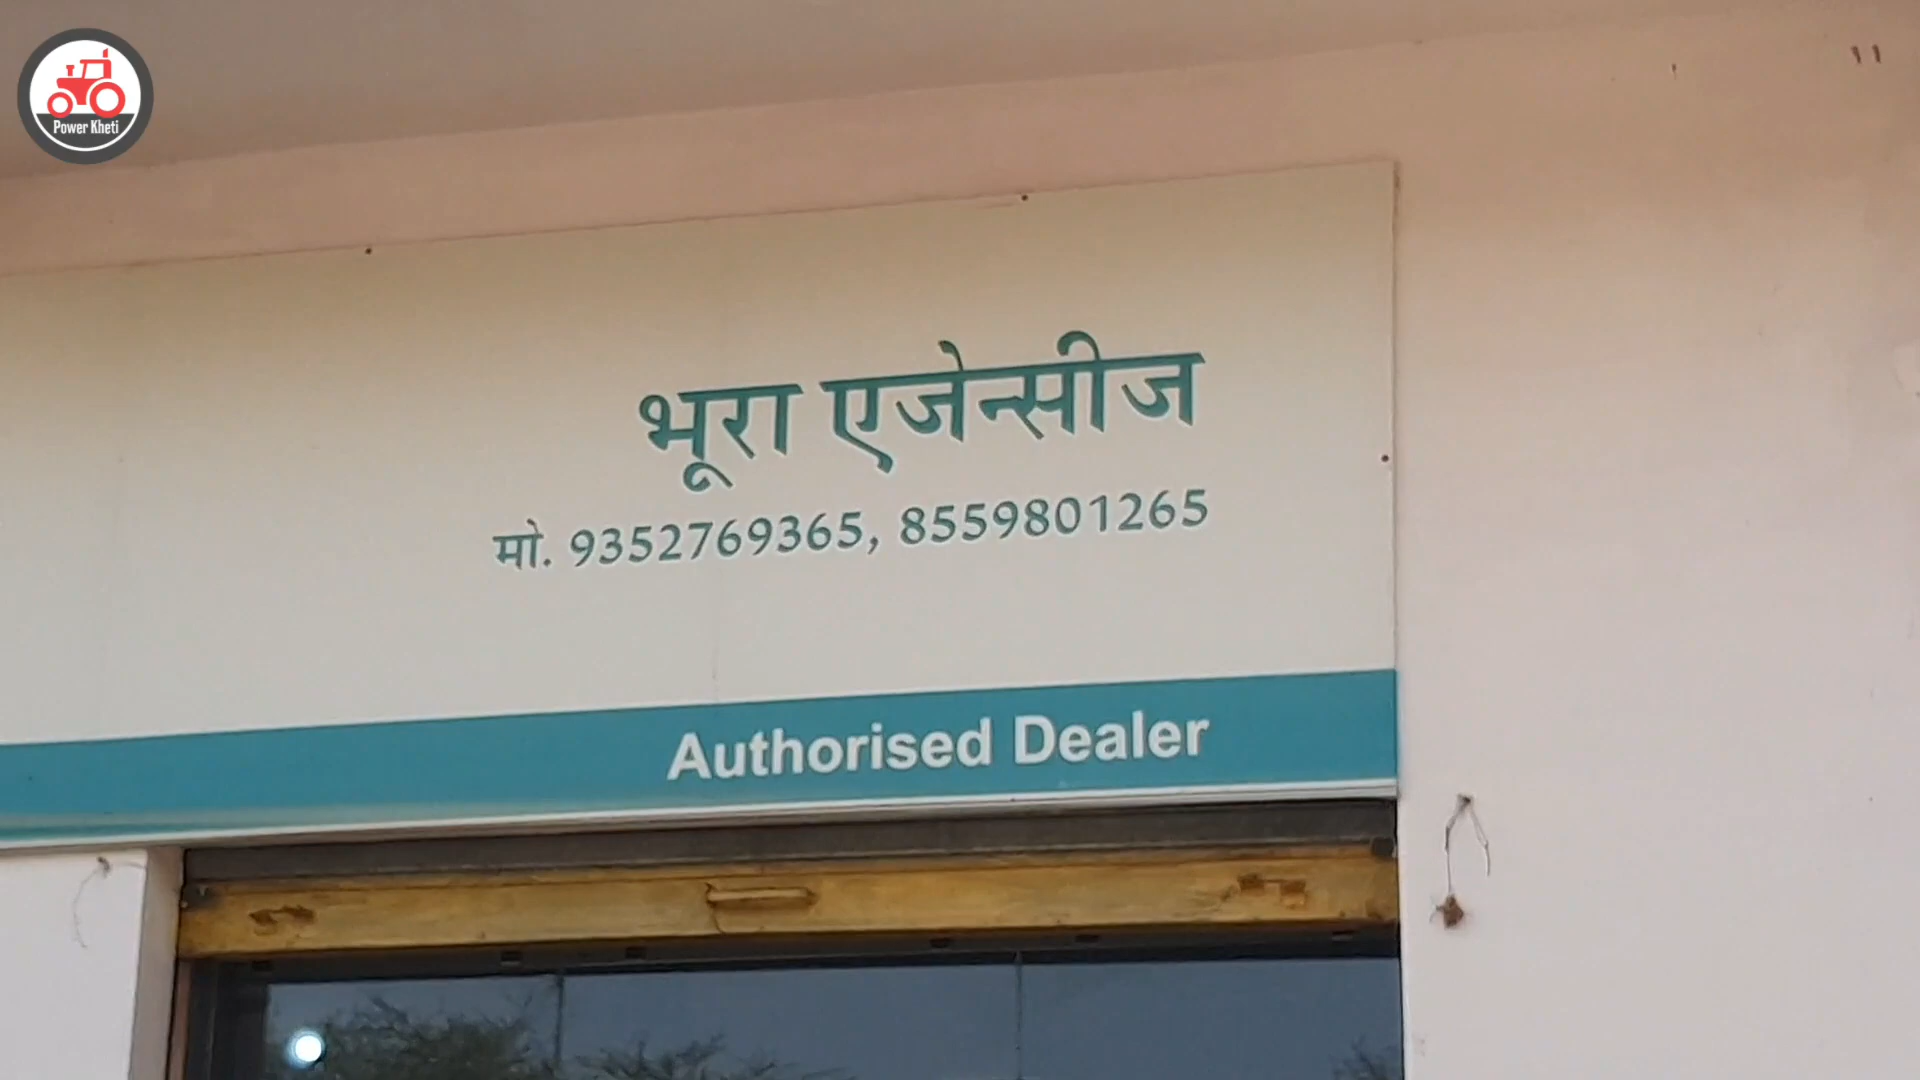 Power Kheti
भूरा एजेन्सीज
मो. 9352769365, 8559801265
Authorised Dealer